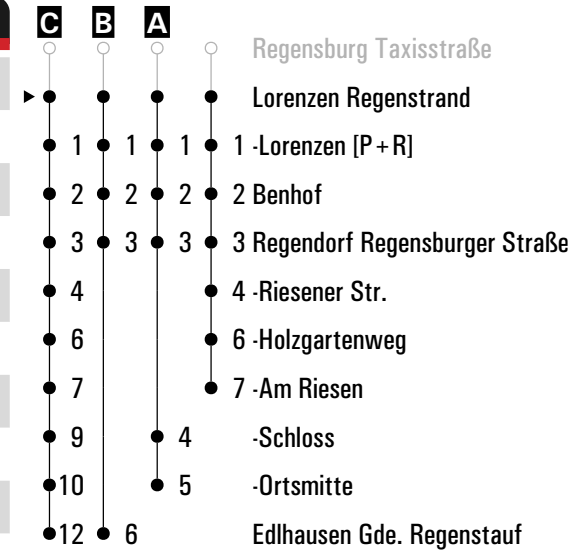 C B A
Regensburg Taxisstraße
Lorenzen Regenstrand
1 1 1 1 -Lorenzen [P+R]
2 2 2 2 Benhof
3 3 3 3 Regendorf Regensburger Straße
4 4 -Riesener Str.
6 6 -Holzgartenweg
7 7 -Am Riesen
9 4 -Schloss
10 5 -Ortsmitte
12 6 Edlhausen Gde. Regenstauf